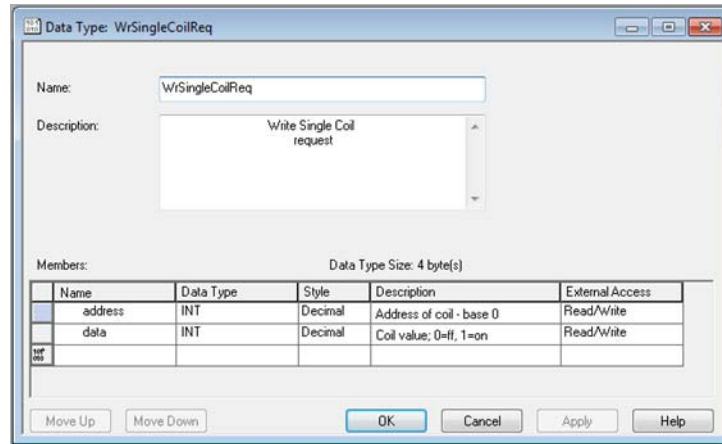 Data Type: WrSingleCoilReq
Name: WrSingleCoilReq
Description: Write Single Coil
request
Members: Data Type Size: 4 byte(s)
Name Data Type Style Description External Access
address INT Decimal Address of coil - base 0 Read/Write
data INT Decimal Coil value; 0=ff, 1=on Read/Write
Move Up Move Down OK Cancel Apply Help